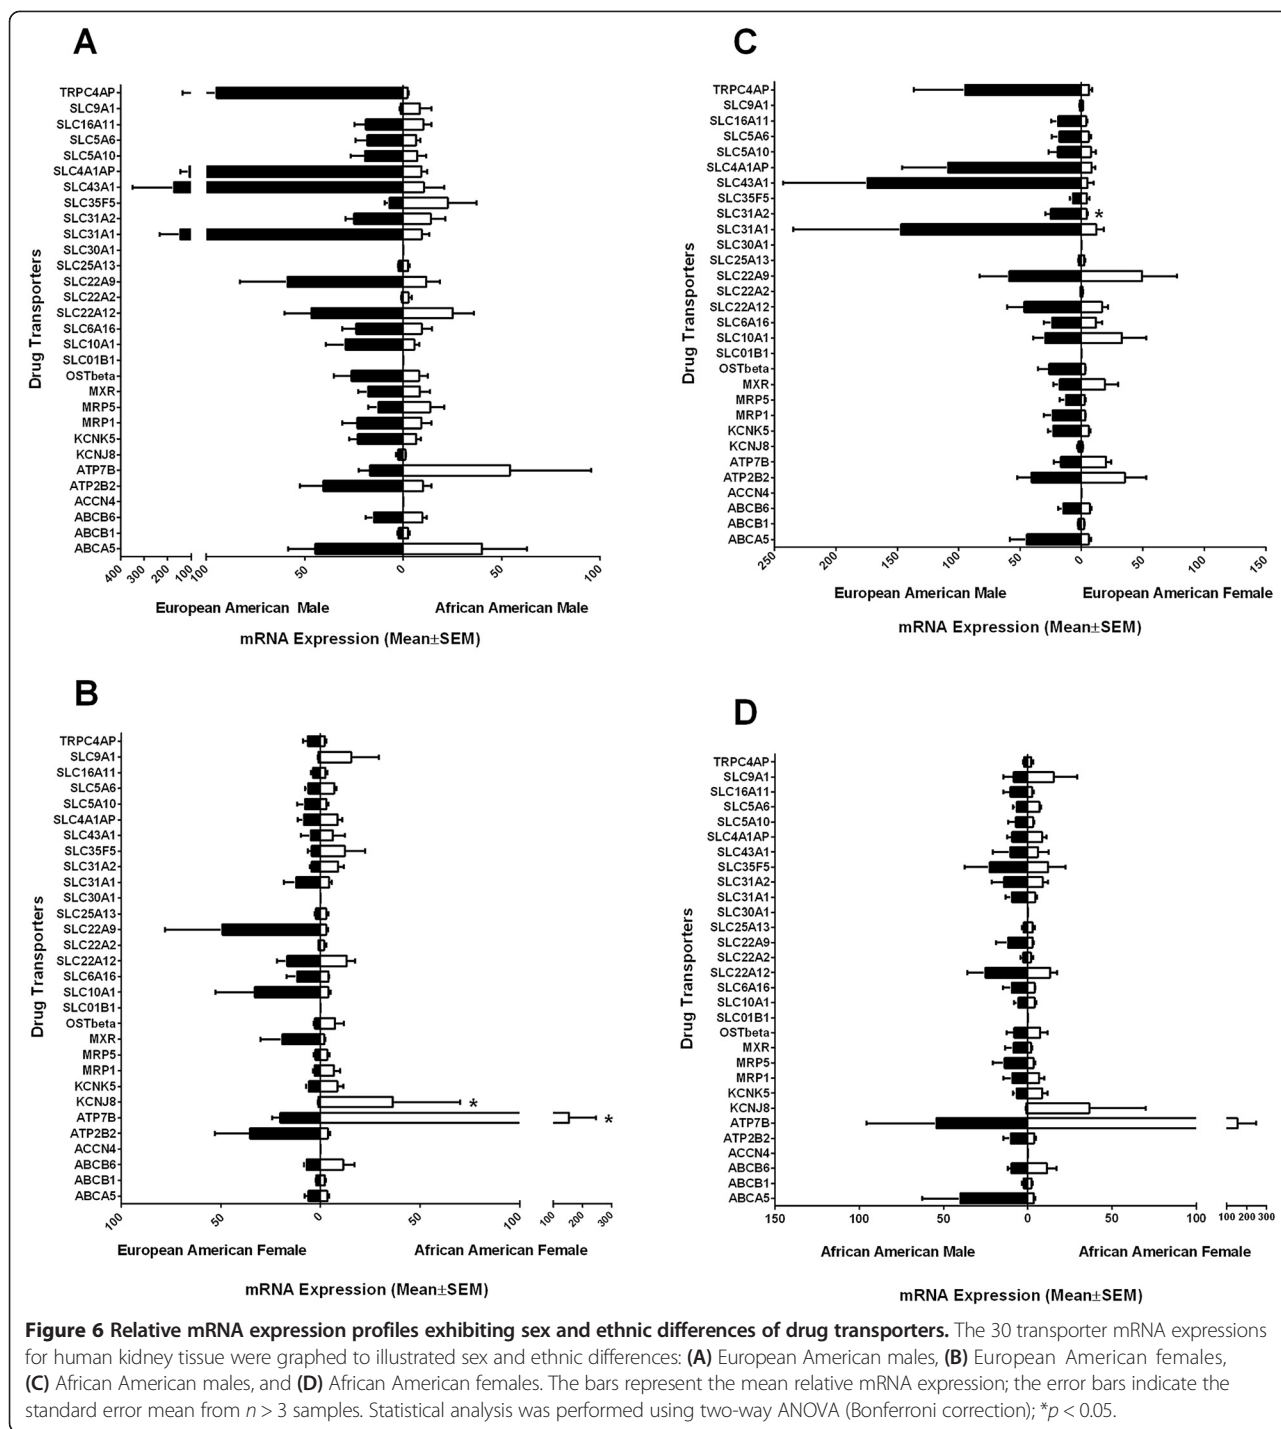 A
TRPC4AP
SLC9A1
SLC16A11
SLC5A6
SLC5A10
SLC4A1AP
SLC43A1
SLC35F5
SLC31A2
SLC31A1
SLC30A1
SLC25A13
SLC22A9
SLC22A2
SLC22A12
SLC6A16
SLC10A1
SLC01B1
OSTbeta
MXR
MRP5
MRP1
KCNK5
KCNJ8
ATP7B
ATP2B2
ACCN4
ABCB6
ABCB1
ABCA5
Drug Transporters
400 300 200 100 100 50 0 50 100
European American Male African American Male
mRNA Expression (Mean±SEM)
C
TRPC4AP
SLC9A1
SLC16A11
SLC5A6
SLC5A10
SLC4A1AP
SLC43A1
SLC35F5
SLC31A2 *
SLC31A1
SLC30A1
SLC25A13
SLC22A9
SLC22A2
SLC22A12
SLC6A16
SLC10A1
SLC01B1
OSTbeta
MXR
MRP5
MRP1
KCNK5
KCNJ8
ATP7B
ATP2B2
ACCN4
ABCB6
ABCB1
ABCA5
Drug Transporters
250 200 150 100 50 0 50 100 150
European American Male European American Female
mRNA Expression (Mean±SEM)
B
TRPC4AP
SLC9A1
SLC16A11
SLC5A6
SLC5A10
SLC4A1AP
SLC43A1
SLC35F5
SLC31A2
SLC31A1
SLC30A1
SLC25A13
SLC22A9
SLC22A2
SLC22A12
SLC6A16
SLC10A1
SLC01B1
OSTbeta
MXR
MRP5
MRP1
KCNK5
KCNJ8 *
ATP7B *
ATP2B2
ACCN4
ABCB6
ABCB1
ABCA5
Drug Transporters
100 50 0 50 100 100 200 300
European American Female African American Female
mRNA Expression (Mean±SEM)
D
TRPC4AP
SLC9A1
SLC16A11
SLC5A6
SLC5A10
SLC4A1AP
SLC43A1
SLC35F5
SLC31A2
SLC31A1
SLC30A1
SLC25A13
SLC22A9
SLC22A2
SLC22A12
SLC6A16
SLC10A1
SLC01B1
OSTbeta
MXR
MRP5
MRP1
KCNK5
KCNJ8
ATP7B
ATP2B2
ACCN4
ABCB6
ABCB1
ABCA5
Drug Transporters
150 100 50 0 50 100 100 200 300
African American Male African American Female
mRNA Expression (Mean±SEM)
Figure 6 Relative mRNA expression profiles exhibiting sex and ethnic differences of drug transporters. The 30 transporter mRNA expressions
for human kidney tissue were graphed to illustrated sex and ethnic differences: (A) European American males, (B) European American females,
(C) African American males, and (D) African American females. The bars represent the mean relative mRNA expression; the error bars indicate the
standard error mean from n > 3 samples. Statistical analysis was performed using two-way ANOVA (Bonferroni correction); *p < 0.05.